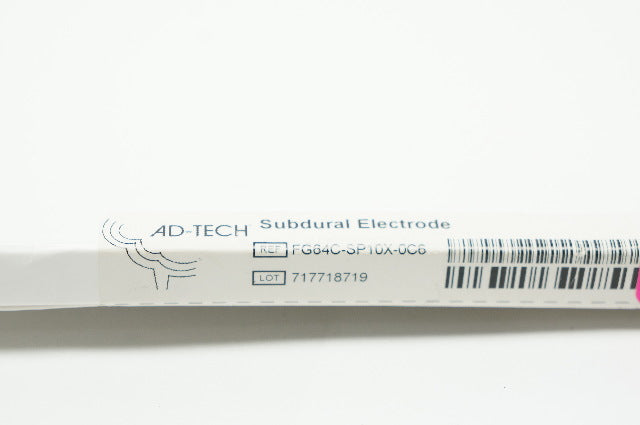 AD-TECH
Subdural Electrode
REF FG64C-SP10X-0C6
LOT 717718719